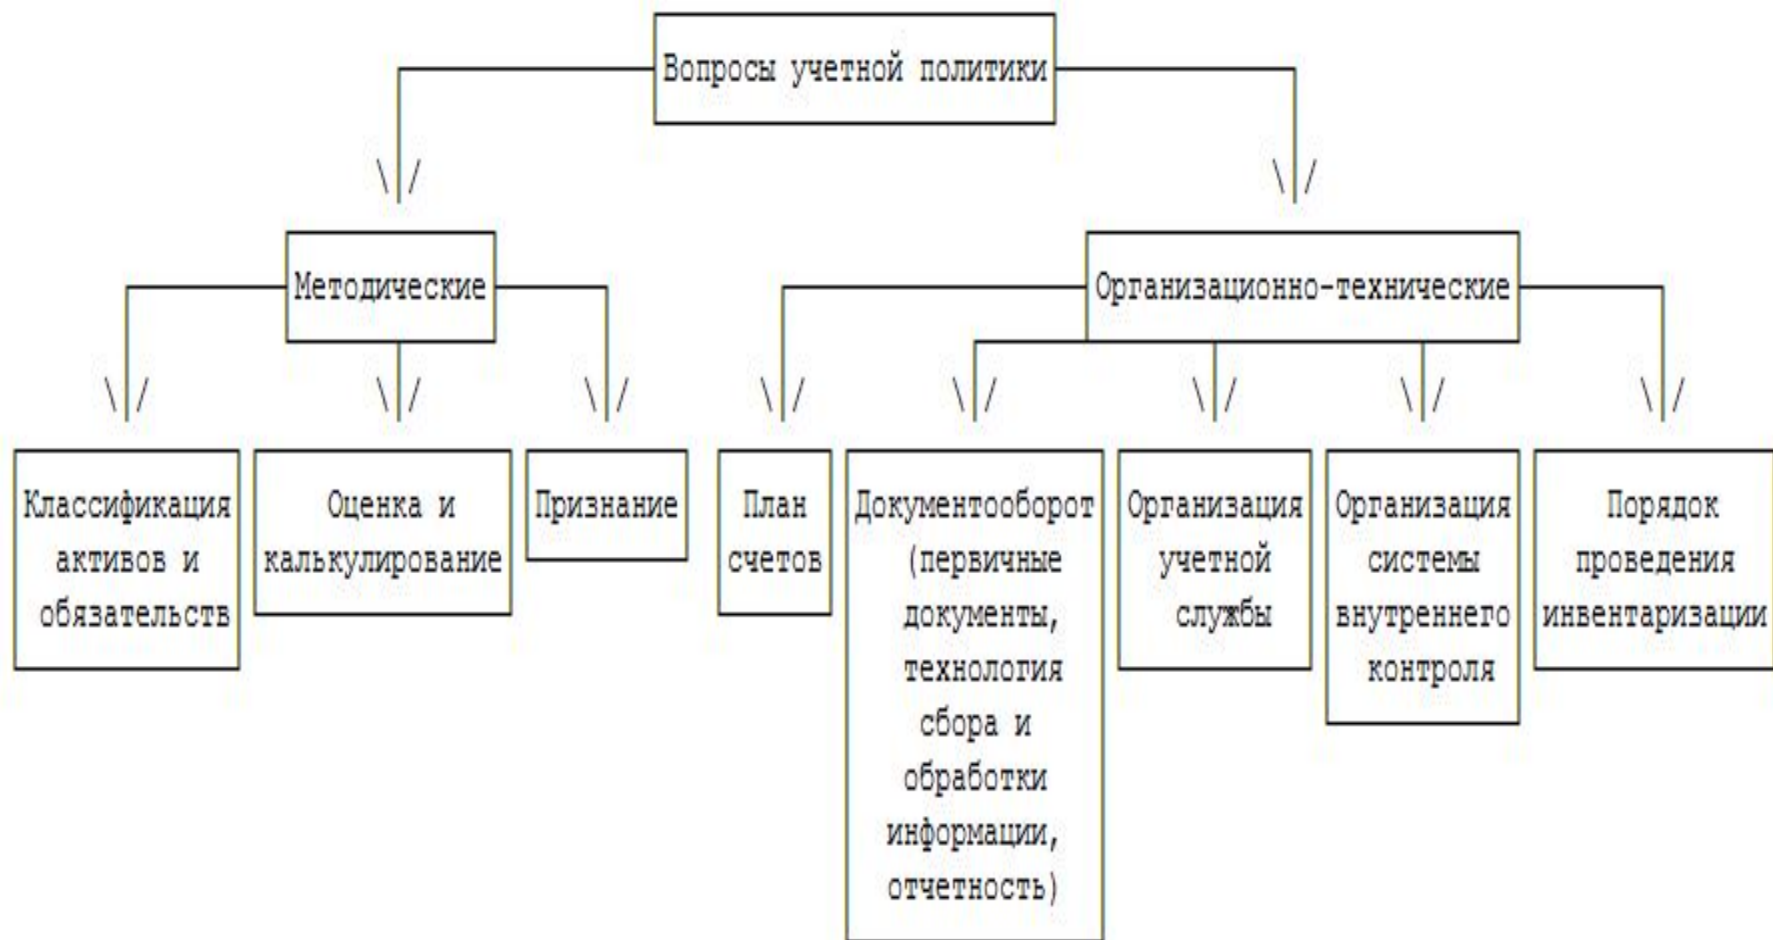 Вопросы учетной политики
Методические
Организационно-технические
Классификация
активов и
обязательств
Оценка и
калькулирование
Признание
План
счетов
Документооборот
(первичные
документы,
технология
сбора и
обработки
информации,
отчетность)
Организация
учетной
службы
Организация
системы
внутреннего
контроля
Порядок
проведения
инвентаризации